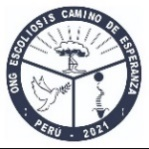 ONG ESCOLIOSIS CAMINO DE ESPERANZA
PERÚ - 2021